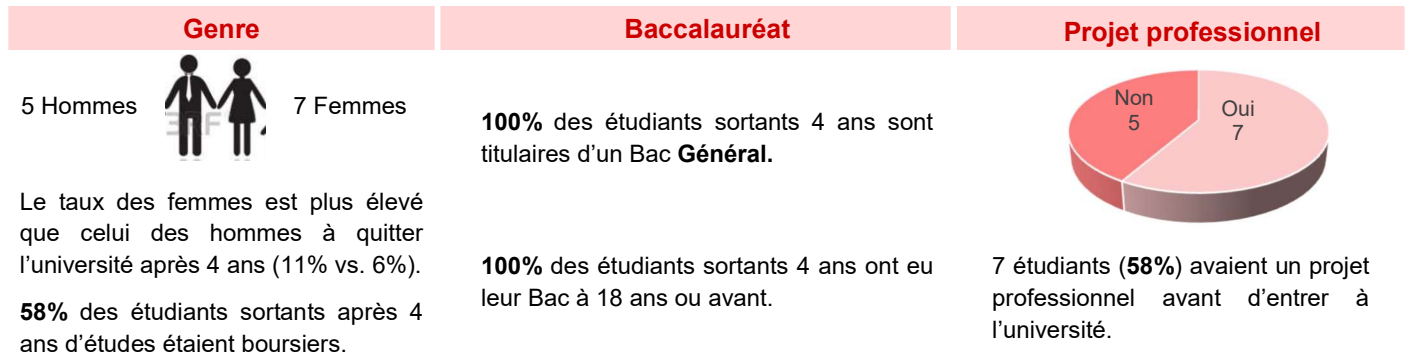 Genre
5 Hommes
7 Femmes
Le taux des femmes est plus élevé
que celui des hommes à quitter
l’université après 4 ans (11% vs. 6%).
58% des étudiants sortants après 4
ans d’études étaient boursiers.
Baccalauréat
100% des étudiants sortants 4 ans sont
titulaires d’un Bac Général.
100% des étudiants sortants 4 ans ont eu
leur Bac à 18 ans ou avant.
Projet professionnel
Non
5
Oui
7
7 étudiants (58%) avaient un projet
professionnel avant d’entrer à
l’université.